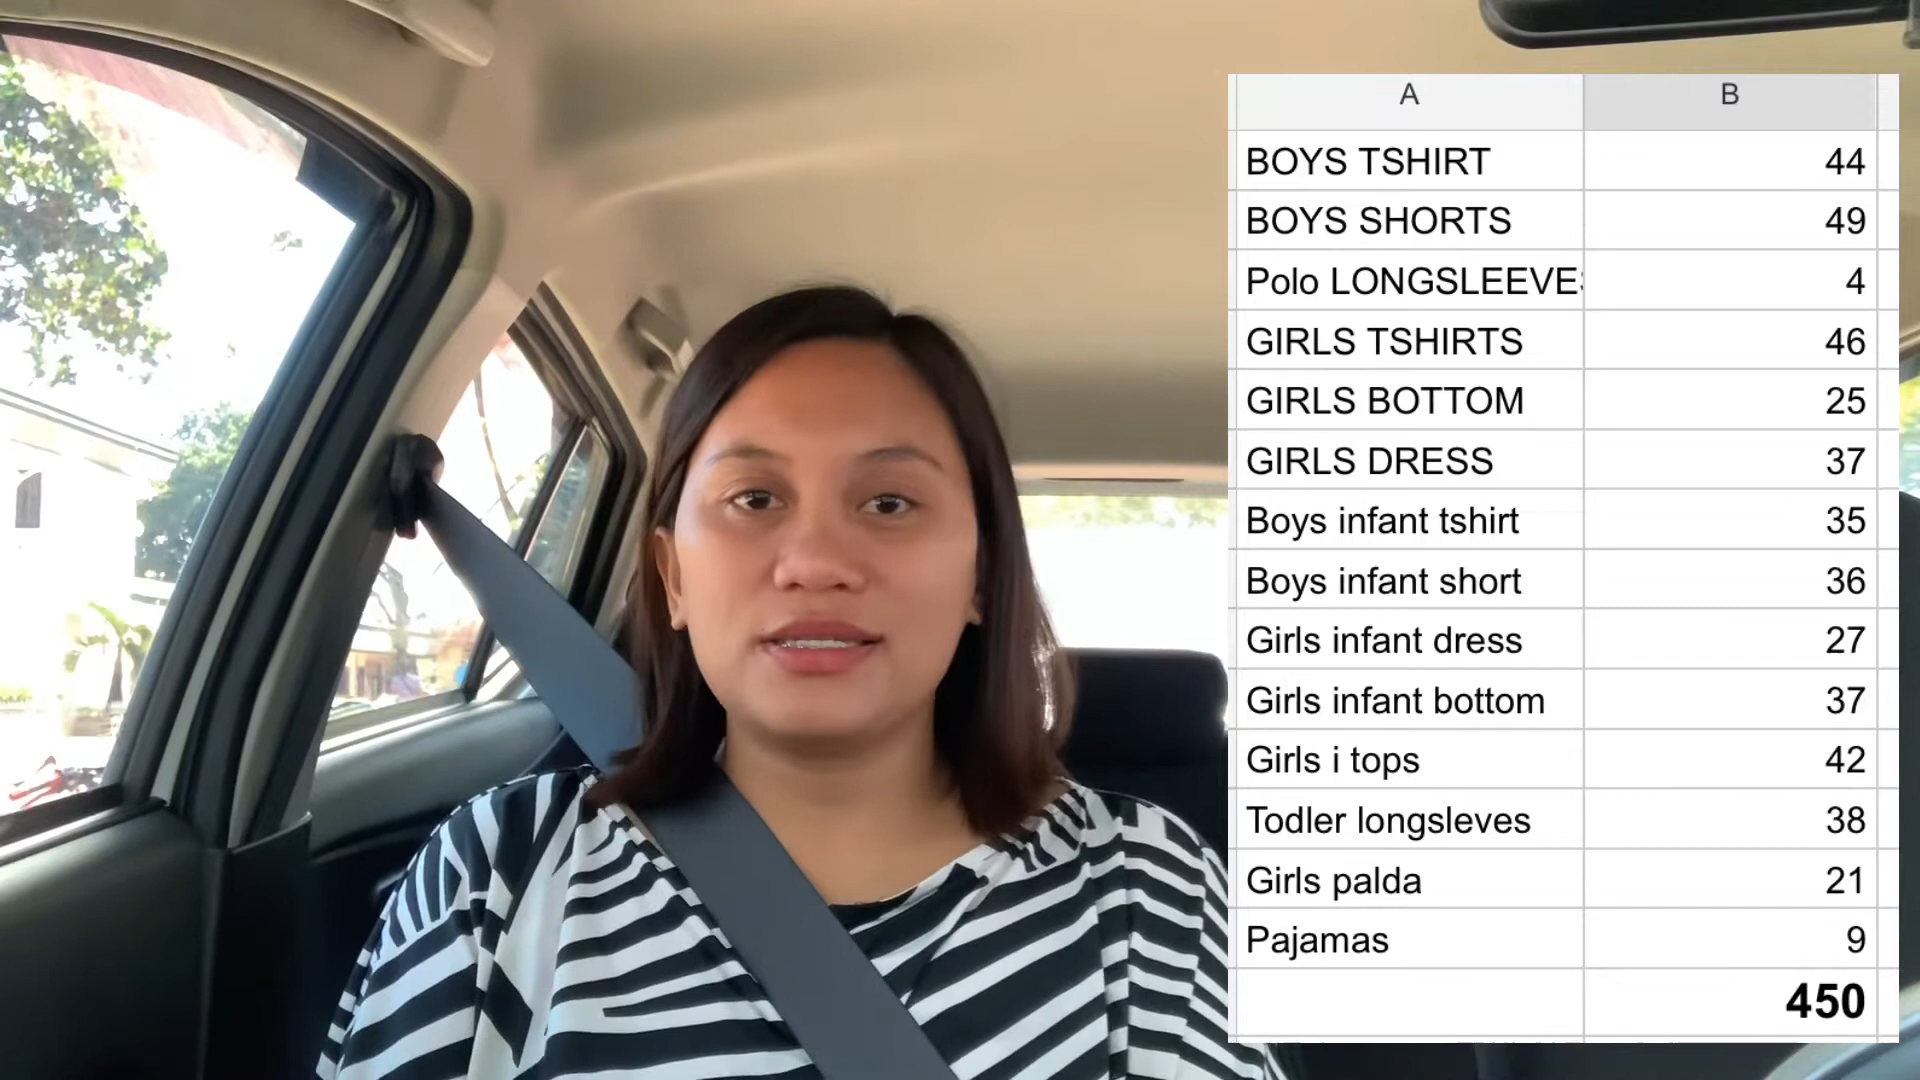 A B
BOYS TSHIRT 44
BOYS SHORTS 49
Polo LONGSLEEVES 4
GIRLS TSHIRTS 46
GIRLS BOTTOM 25
GIRLS DRESS 37
Boys infant tshirt 35
Boys infant short 36
Girls infant dress 27
Girls infant bottom 37
Girls i tops 42
Todler longsleves 38
Girls palda 21
Pajamas 9
450